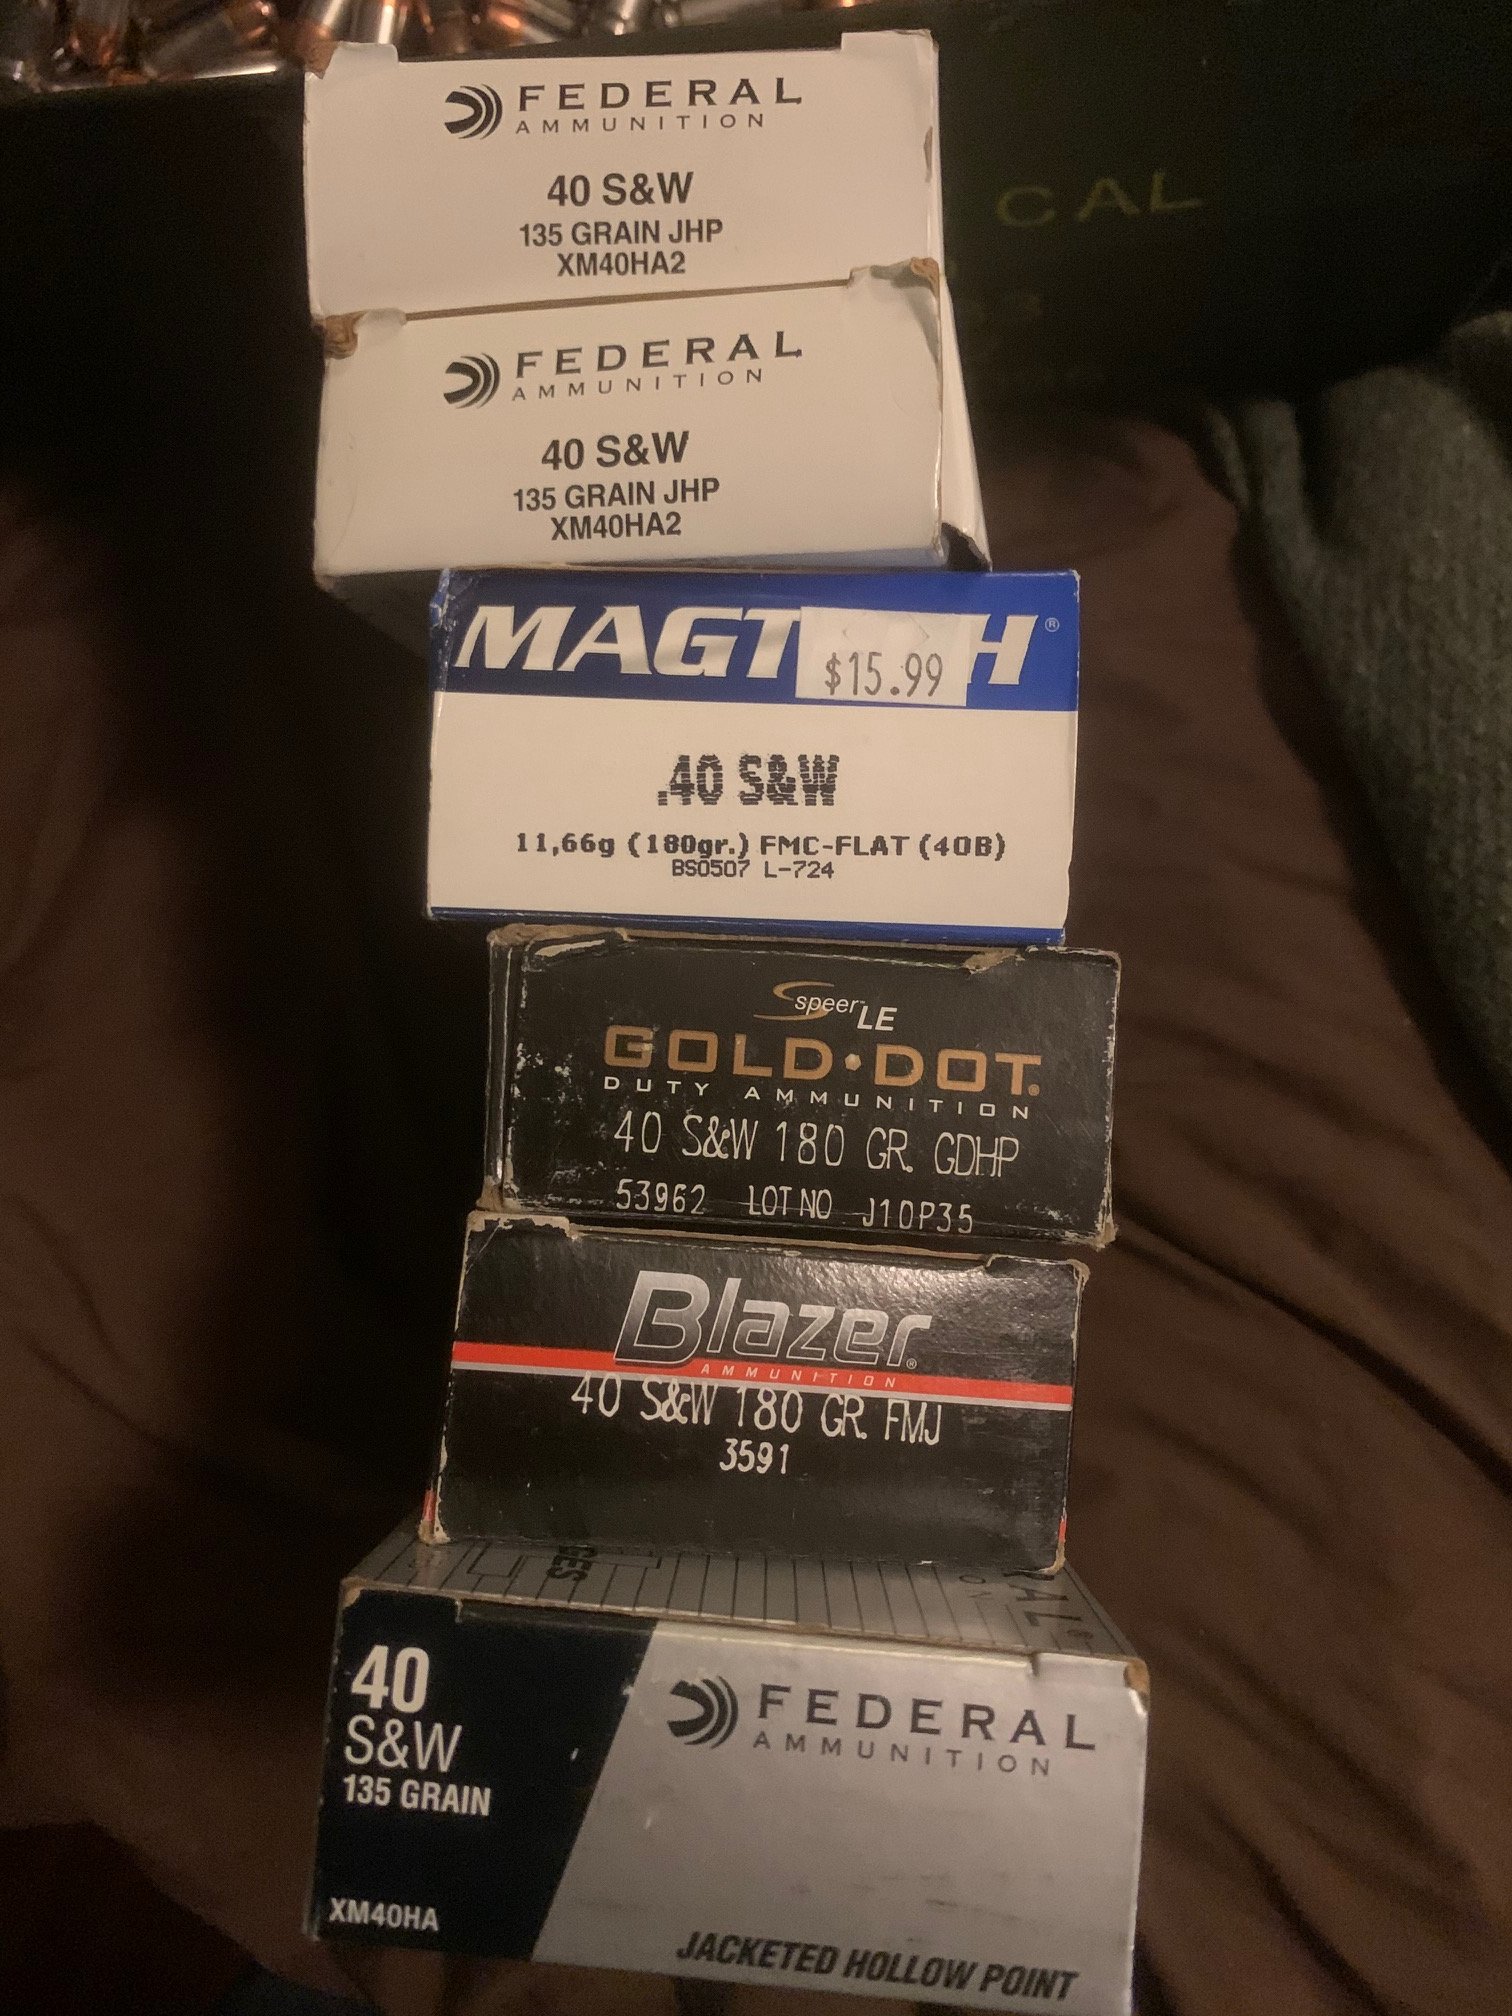 FEDERAL
AMMUNITION
40 S&W
135 GRAIN JHP
XM40HA2
CAL
FEDERAL
AMMUNITION
40 S&W
135 GRAIN JHP
XM40HA2
MAGT H®
$15.99
.40 S&W
11,66g (180gr.) FMC-FLAT (40B)
BS0507 L-724
Speer LE
GOLD DOT®
DUTY AMMUNITION
40 S&W 180 GR. GDHP
53962 LOT NO J10P35
Blazer®
AMMUNITION
40 S&W 180 GR. FMJ
3591
40
S&W
135 GRAIN
XM40HA
FEDERAL
AMMUNITION
JACKETED HOLLOW POINT